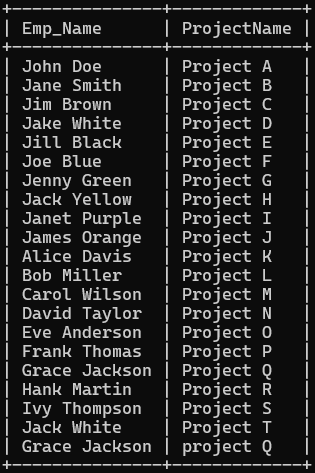 Emp_Name | ProjectName
John Doe | Project A
Jane Smith | Project B
Jim Brown | Project C
Jake White | Project D
Jill Black | Project E
Joe Blue | Project F
Jenny Green | Project G
Jack Yellow | Project H
Janet Purple | Project I
James Orange | Project J
Alice Davis | Project K
Bob Miller | Project L
Carol Wilson | Project M
David Taylor | Project N
Eve Anderson | Project O
Frank Thomas | Project P
Grace Jackson | Project Q
Hank Martin | Project R
Ivy Thompson | Project S
Jack White | Project T
Grace Jackson | project Q